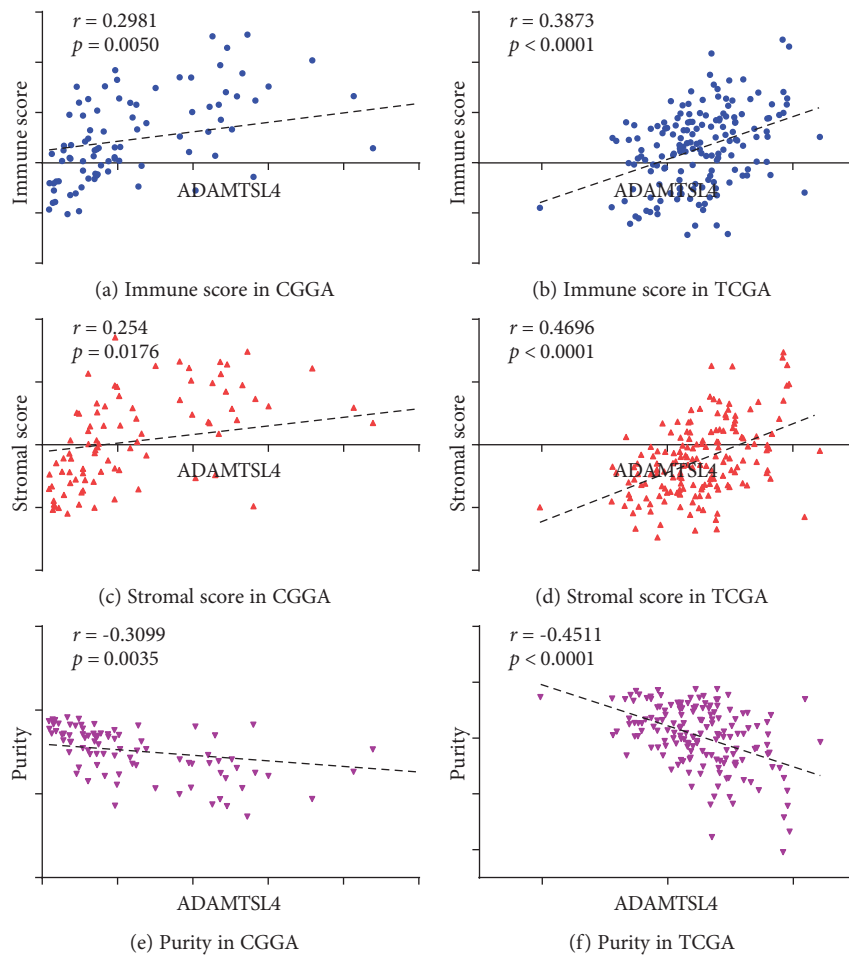 r = 0.2981
p = 0.0050
Immune score
ADAMTSL4
(a) Immune score in CGGA
r = 0.3873
p < 0.0001
Immune score
ADAMTSL4
(b) Immune score in TCGA
r = 0.254
p = 0.0176
Stromal score
ADAMTSL4
(c) Stromal score in CGGA
r = 0.4696
p < 0.0001
Stromal score
ADAMTSL4
(d) Stromal score in TCGA
r = -0.3099
p = 0.0035
Purity
ADAMTSL4
(e) Purity in CGGA
r = -0.4511
p < 0.0001
Purity
ADAMTSL4
(f) Purity in TCGA